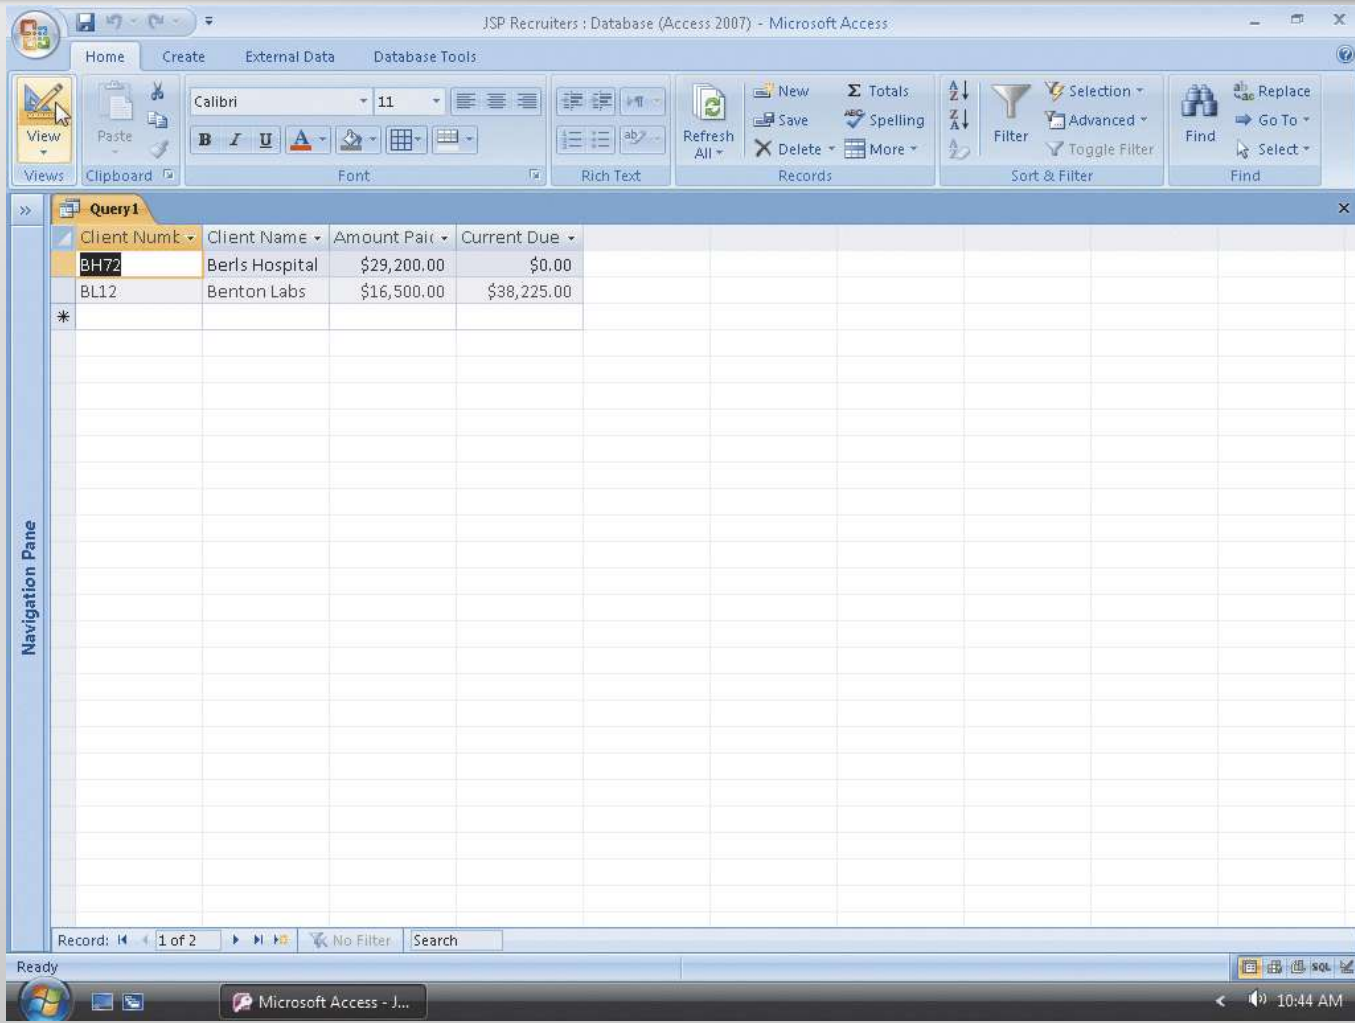 JSP Recruiters : Database (Access 2007) - Microsoft Access
Home Create External Data Database Tools
Calibri 11
New Totals Selection Replace
Save Spelling Advanced Go To
View Paste B I U Refresh All Delete More Filter Toggle Filter Find Select
Views Clipboard Font Rich Text Records Sort & Filter Find
Query1
Client Numb Client Name Amount Paid Current Due
BH72 Berls Hospital $29,200.00 $0.00
BL12 Benton Labs $16,500.00 $38,225.00
Navigation Pane
Record: 1 of 2 No Filter Search
Ready SQL
Microsoft Access - J... 10:44 AM